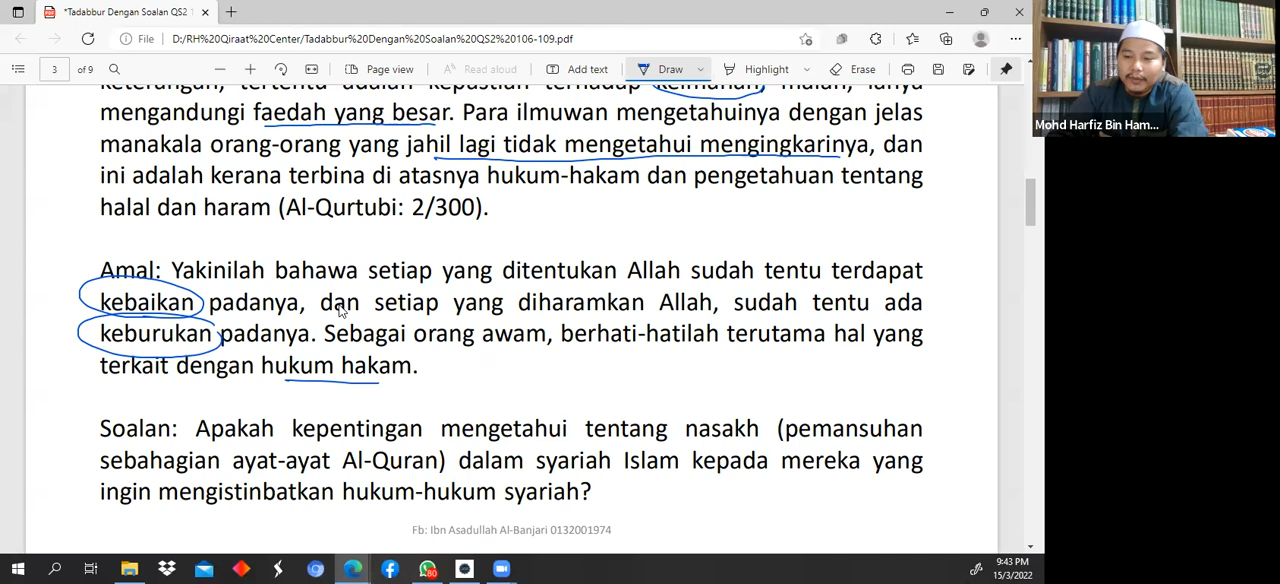 *Tadabbur Dengan Soalan QS2 1
File D:/RH%20Qiraat%20Center/Tadabbur%20Dengan%20Soalan%20QS2%20106-109.pdf
3 of 9 Page view Read aloud Add text Draw Highlight Erase
mengandungi faedah yang besar. Para ilmuwan mengetahuinya dengan jelas
manakala orang-orang yang jahil lagi tidak mengetahui mengingkarinya, dan
ini adalah kerana terbina di atasnya hukum-hakam dan pengetahuan tentang
halal dan haram (Al-Qurtubi: 2/300).
Amal: Yakinilah bahawa setiap yang ditentukan Allah sudah tentu terdapat
kebaikan padanya, dan setiap yang diharamkan Allah, sudah tentu ada
keburukan padanya. Sebagai orang awam, berhati-hatilah terutama hal yang
terkait dengan hukum hakam.
Soalan: Apakah kepentingan mengetahui tentang nasakh (pemansuhan
sebahagian ayat-ayat Al-Quran) dalam syariah Islam kepada mereka yang
ingin mengistinbatkan hukum-hukum syariah?
Fb: Ibn Asadullah Al-Banjari 0132001974
Mohd Harfiz Bin Ham...
80
9:43 PM
15/3/2022